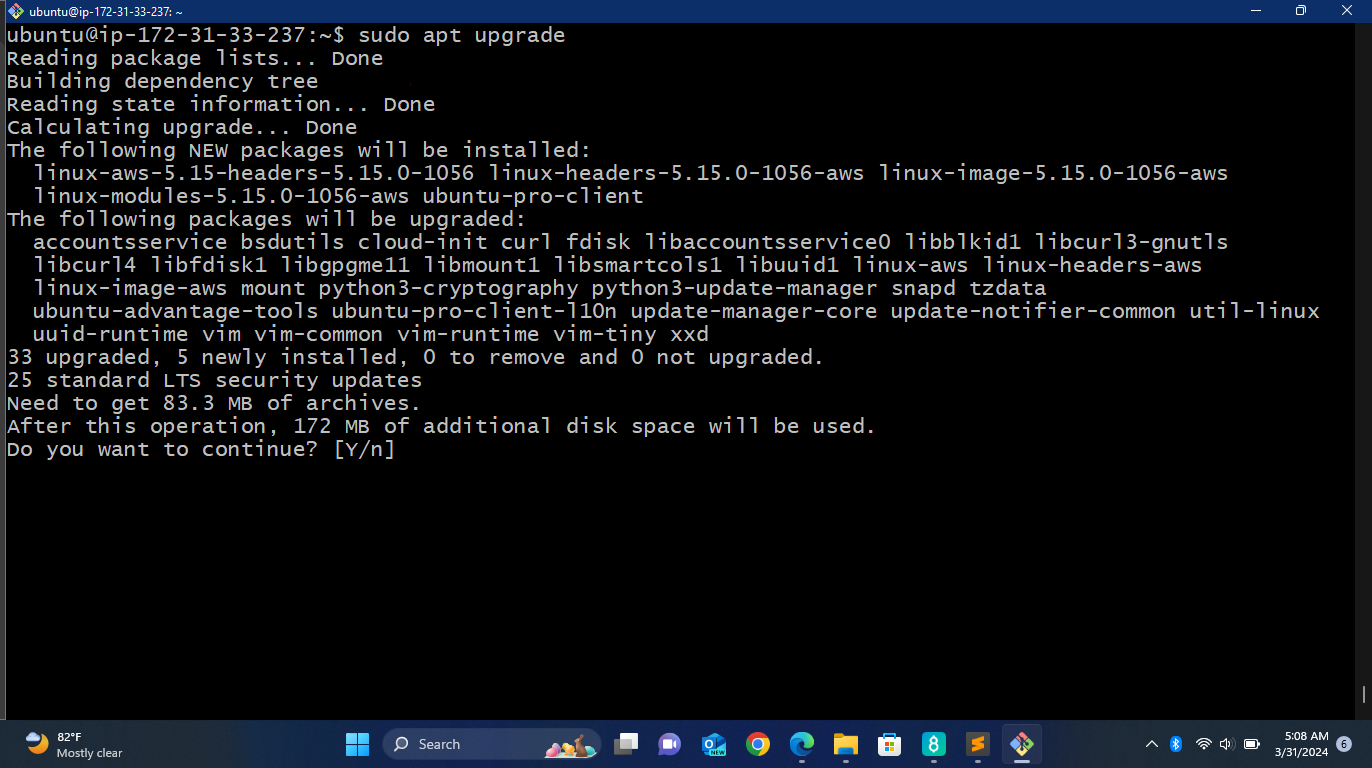 ubuntu@ip-172-31-33-237: ~
ubuntu@ip-172-31-33-237:~$ sudo apt upgrade
Reading package lists... Done
Building dependency tree
Reading state information... Done
Calculating upgrade... Done
The following NEW packages will be installed:
  linux-aws-5.15-headers-5.15.0-1056 linux-headers-5.15.0-1056-aws linux-image-5.15.0-1056-aws
  linux-modules-5.15.0-1056-aws ubuntu-pro-client
The following packages will be upgraded:
  accountsservice bsdutils cloud-init curl fdisk libaccountsservice0 libblkid1 libcurl3-gnutls
  libcurl4 libfdisk1 libgpgme11 libmount1 libsmartcols1 libuuid1 linux-aws linux-headers-aws
  linux-image-aws mount python3-cryptography python3-update-manager snapd tzdata
  ubuntu-advantage-tools ubuntu-pro-client-l10n update-manager-core update-notifier-common util-linux
  uuid-runtime vim vim-common vim-runtime vim-tiny xxd
33 upgraded, 5 newly installed, 0 to remove and 0 not upgraded.
25 standard LTS security updates
Need to get 83.3 MB of archives.
After this operation, 172 MB of additional disk space will be used.
Do you want to continue? [Y/n]
82°F
Mostly clear
Search
NEW
8
5:08 AM
3/31/2024
6